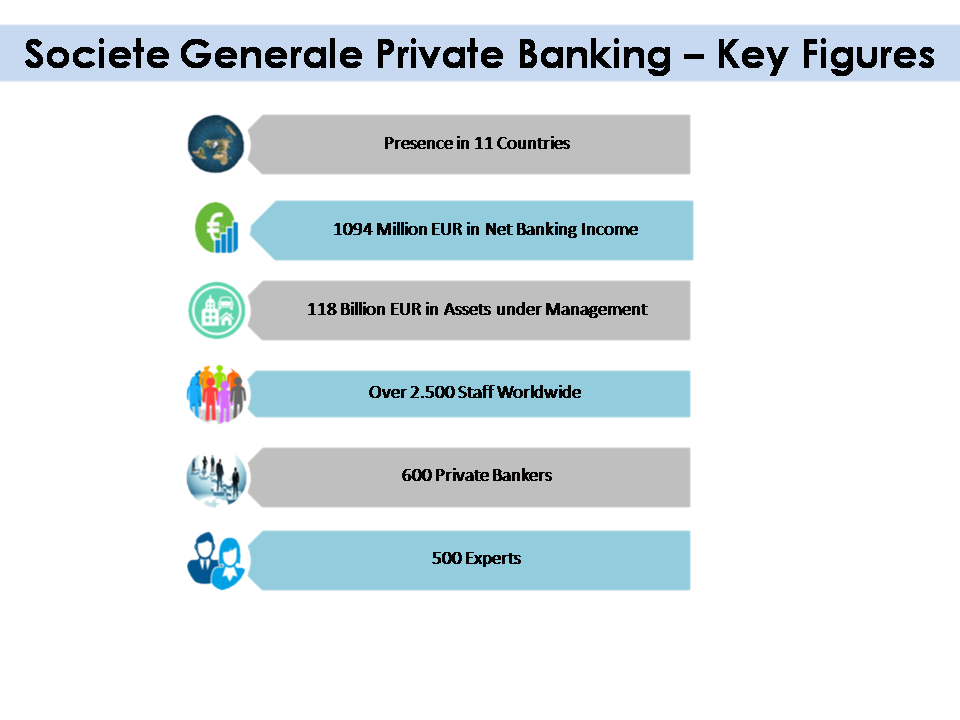 Societe Generale Private Banking – Key Figures
Presence in 11 Countries
1094 Million EUR in Net Banking Income
118 Billion EUR in Assets under Management
Over 2.500 Staff Worldwide
600 Private Bankers
500 Experts